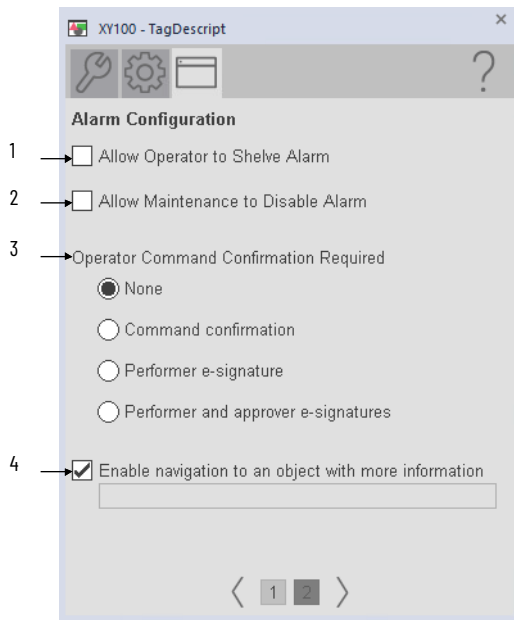 XY100 - TagDescript
?
Alarm Configuration
1
Allow Operator to Shelve Alarm
2
Allow Maintenance to Disable Alarm
3
Operator Command Confirmation Required
None
Command confirmation
Performer e-signature
Performer and approver e-signatures
4
Enable navigation to an object with more information
1 2